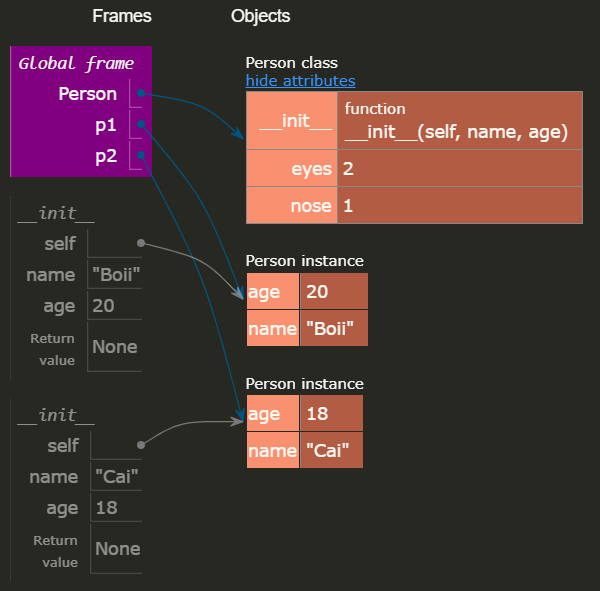 Frames
Objects
Global frame
Person
p1
p2
__init__
self
name "Boii"
age 20
Return
value None
__init__
self
name "Cai"
age 18
Return
value None
Person class
hide attributes
__init__ function
__init__(self, name, age)
eyes 2
nose 1
Person instance
age 20
name "Boii"
Person instance
age 18
name "Cai"